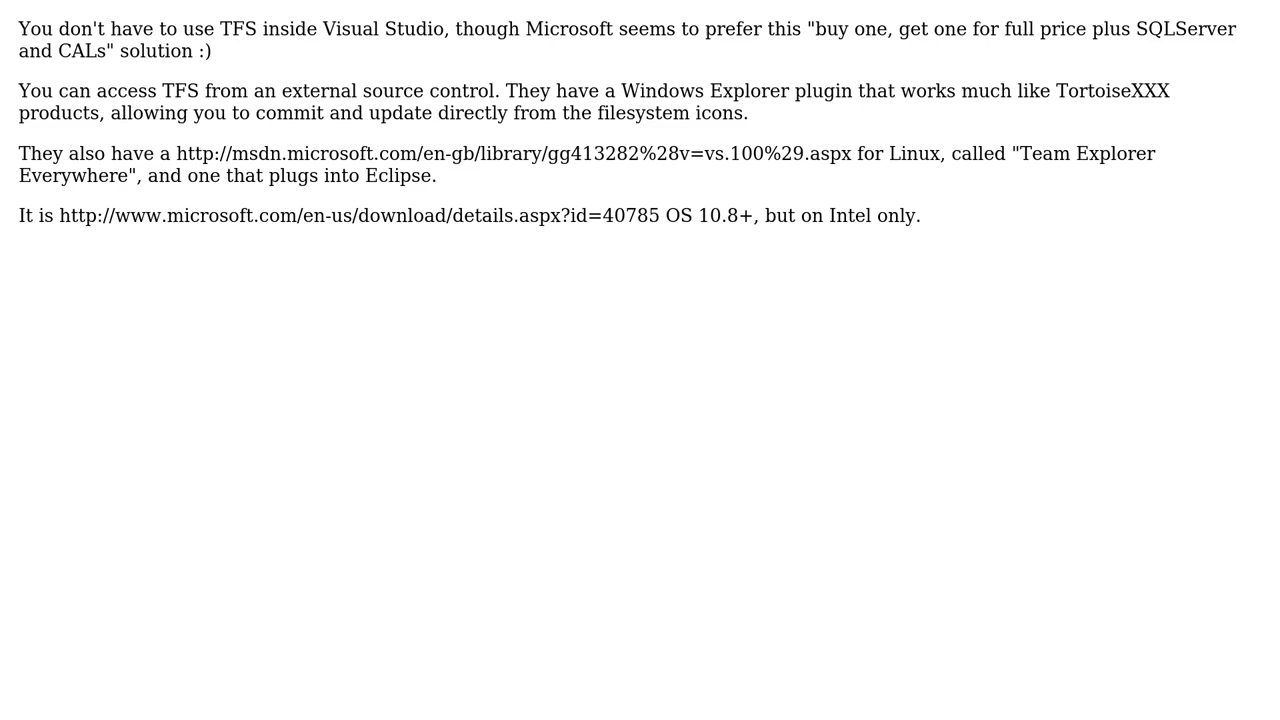 You don't have to use TFS inside Visual Studio, though Microsoft seems to prefer this "buy one, get one for full price plus SQLServer
and CALs" solution :)
You can access TFS from an external source control. They have a Windows Explorer plugin that works much like TortoiseXXX
products, allowing you to commit and update directly from the filesystem icons.
They also have a http://msdn.microsoft.com/en-gb/library/gg413282%28v=vs.100%29.aspx for Linux, called "Team Explorer
Everywhere", and one that plugs into Eclipse.
It is http://www.microsoft.com/en-us/download/details.aspx?id=40785 OS 10.8+, but on Intel only.